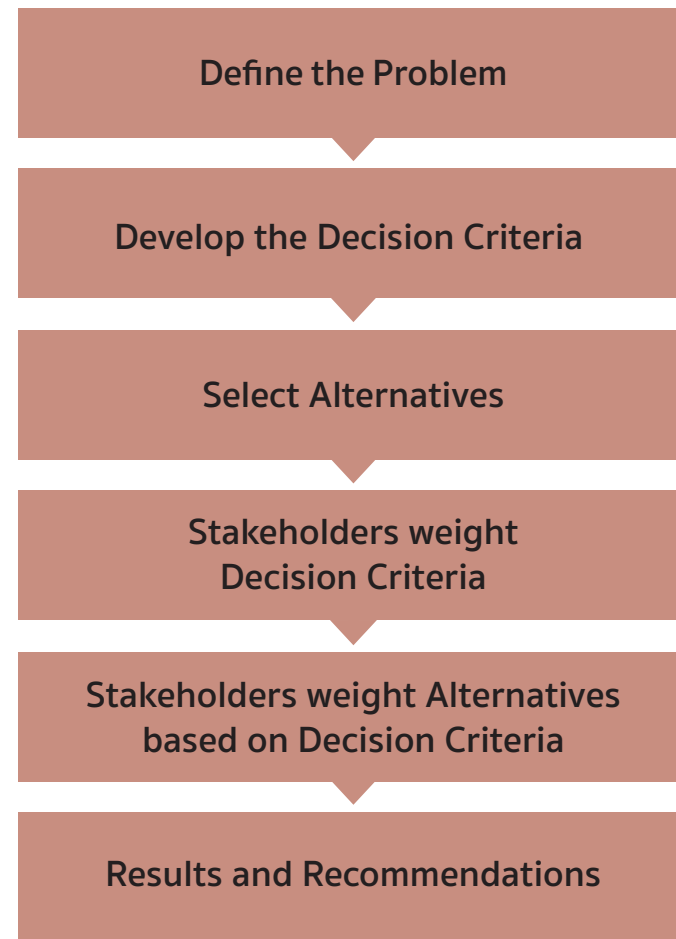 Define the Problem
Develop the Decision Criteria
Select Alternatives
Stakeholders weight
Decision Criteria
Stakeholders weight Alternatives
based on Decision Criteria
Results and Recommendations